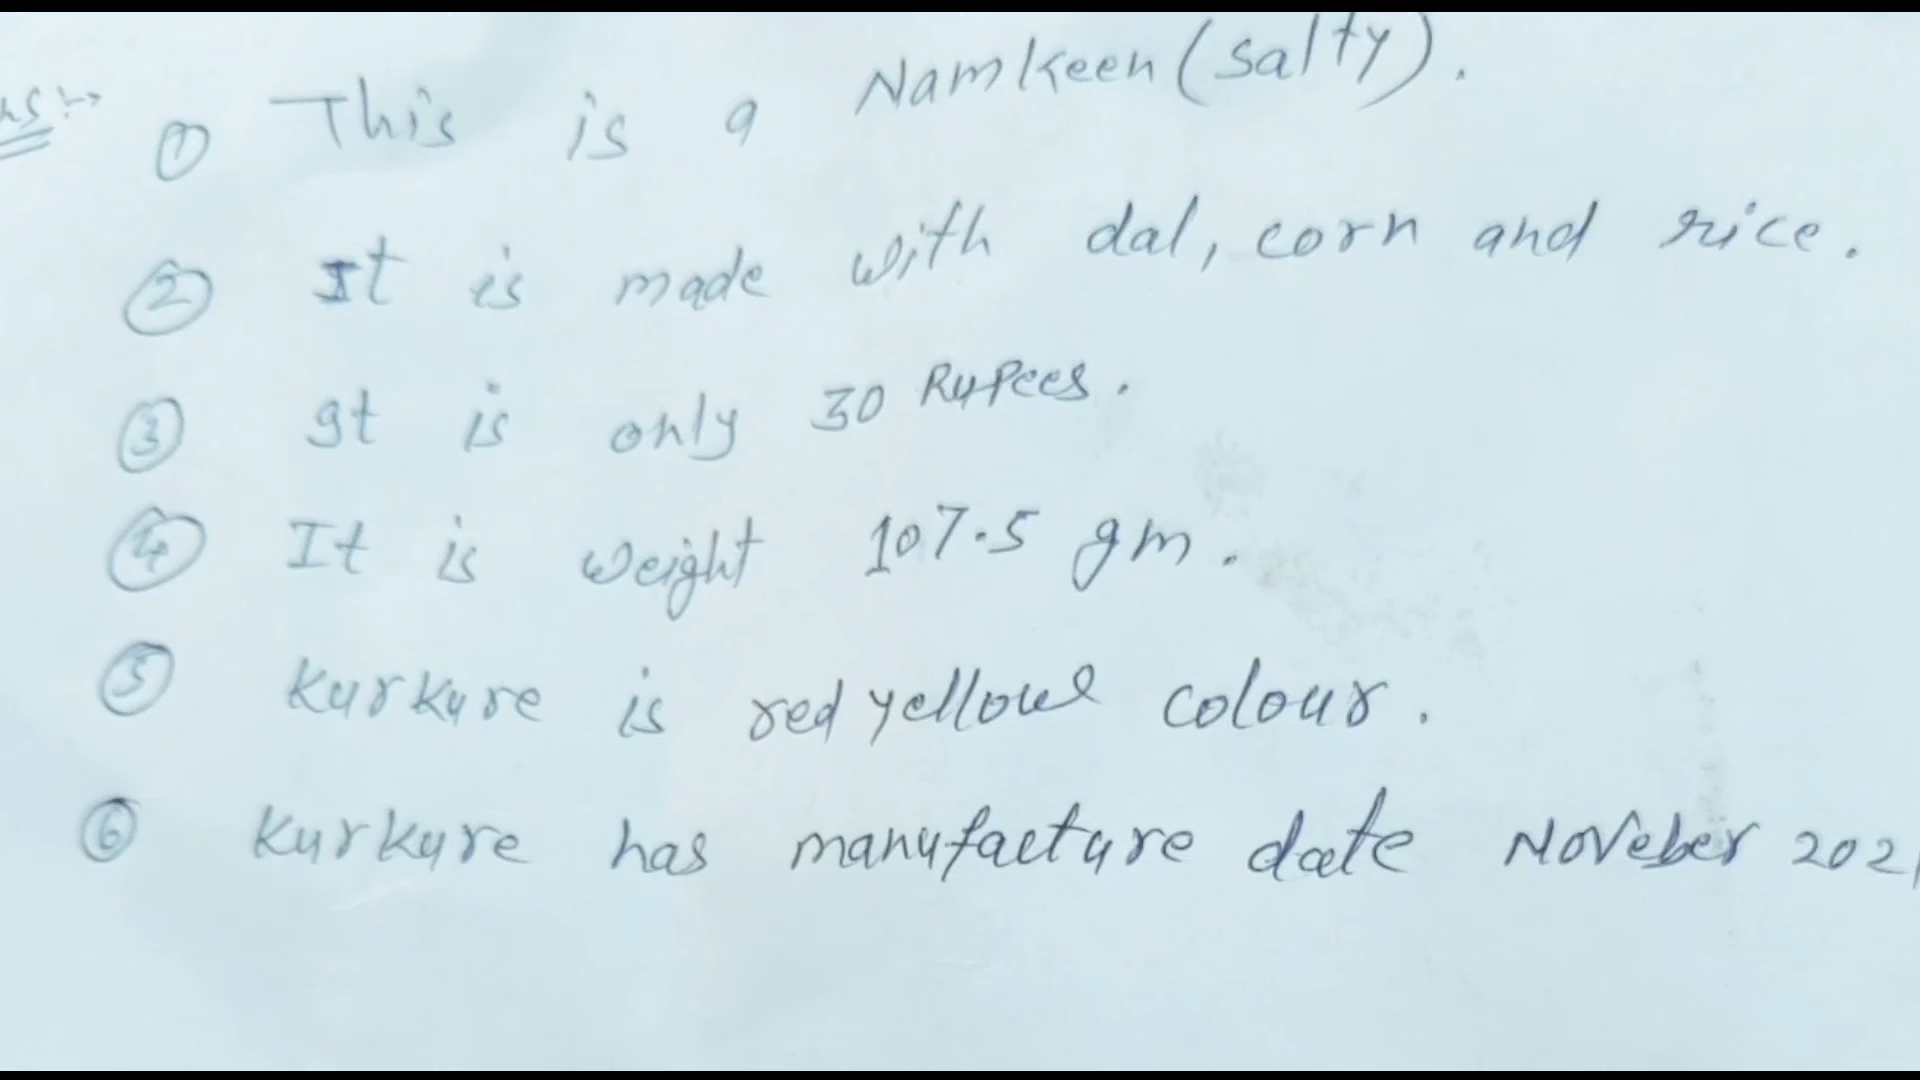 ns :->
① This is a Namkeen (salty).
② It is made with dal, corn and rice.
③ It is only 30 Rupees.
④ It is weight 107.5 gm.
⑤ Kurkure is red yellow colour.
⑥ Kurkure has manufacture date Noveber 2021